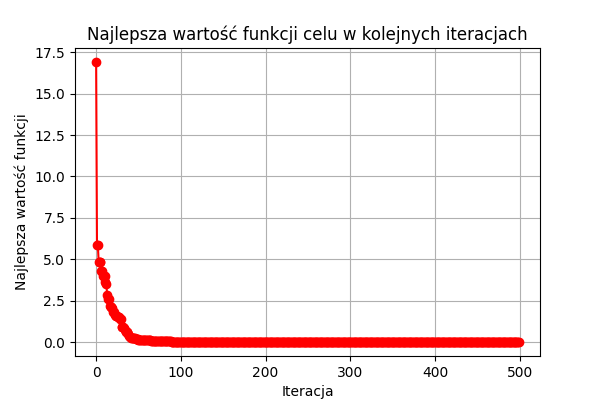 Najlepsza wartość funkcji celu w kolejnych iteracjach
Najlepsza wartość funkcji
17.5
15.0
12.5
10.0
7.5
5.0
2.5
0.0
0 100 200 300 400 500
Iteracja